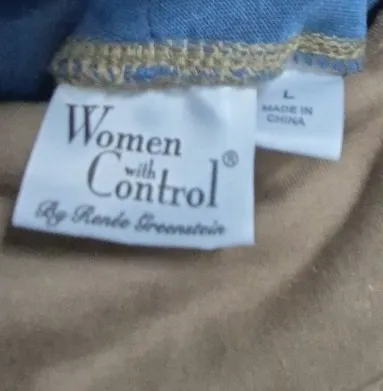 Women
with
Control®
By Renée Greenstein
L
MADE IN
CHINA